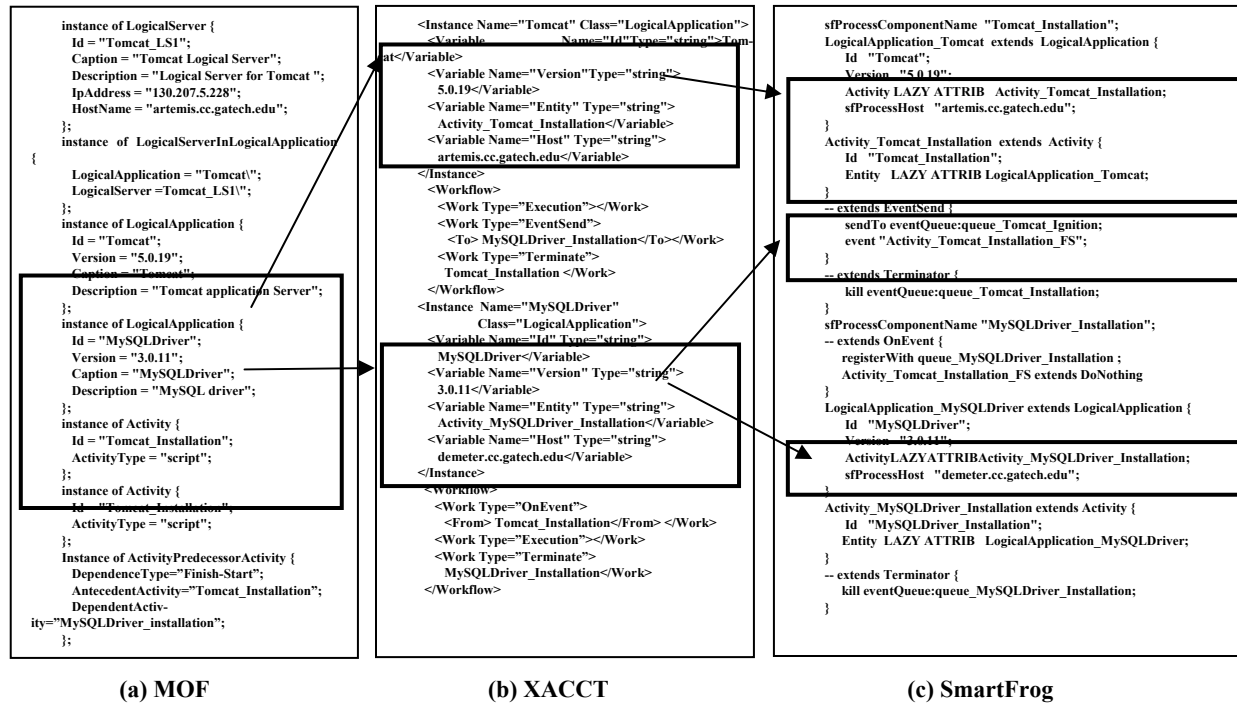 instance of LogicalServer {
Id = "Tomcat_LS1";
Caption = "Tomcat Logical Server";
Description = "Logical Server for Tomcat ";
IpAddress = "130.207.5.228";
HostName = "artemis.cc.gatech.edu";
};
instance of LogicalServerInLogicalApplication
{
LogicalApplication = "Tomcat\";
LogicalServer =Tomcat_LS1\";
};
instance of LogicalApplication {
Id = "Tomcat";
Version = "5.0.19";
Caption = "Tomcat";
Description = "Tomcat application Server";
};
instance of LogicalApplication {
Id = "MySQLDriver";
Version = "3.0.11";
Caption = "MySQLDriver";
Description = "MySQL driver";
};
instance of Activity {
Id = "Tomcat_Installation";
ActivityType = "script";
};
instance of Activity {
Id = "Tomcat_Installation";
ActivityType = "script";
};
Instance of ActivityPredecessorActivity {
DependenceType=”Finish-Start”;
AntecedentActivity=”Tomcat_Installation”;
DependentActiv-
ity=”MySQLDriver_installation”;
};
(a) MOF
<Instance Name="Tomcat" Class="LogicalApplication">
<Variable Name="Id"Type="string">Tom-
cat</Variable>
<Variable Name="Version"Type="string">
5.0.19</Variable>
<Variable Name="Entity" Type="string">
Activity_Tomcat_Installation</Variable>
<Variable Name="Host" Type="string">
artemis.cc.gatech.edu</Variable>
</Instance>
<Workflow>
<Work Type=”Execution”></Work>
<Work Type=”EventSend”>
<To> MySQLDriver_Installation</To></Work>
<Work Type=”Terminate”>
Tomcat_Installation </Work>
</Workflow>
<Instance Name="MySQLDriver"
Class="LogicalApplication">
<Variable Name="Id" Type="string">
MySQLDriver</Variable>
<Variable Name="Version" Type="string">
3.0.11</Variable>
<Variable Name="Entity" Type="string">
Activity_MySQLDriver_Installation</Variable>
<Variable Name="Host" Type="string">
demeter.cc.gatech.edu</Variable>
</Instance>
<Workflow>
<Work Type=”OnEvent”>
<From> Tomcat_Installation</From> </Work>
<Work Type=”Execution”></Work>
<Work Type=”Terminate”>
MySQLDriver_Installation</Work>
</Workflow>
(b) XACCT
sfProcessComponentName "Tomcat_Installation";
LogicalApplication_Tomcat extends LogicalApplication {
Id "Tomcat";
Version "5.0.19";
Activity LAZY ATTRIB Activity_Tomcat_Installation;
sfProcessHost "artemis.cc.gatech.edu";
}
Activity_Tomcat_Installation extends Activity {
Id "Tomcat_Installation";
Entity LAZY ATTRIB LogicalApplication_Tomcat;
}
-- extends EventSend {
sendTo eventQueue:queue_Tomcat_Ignition;
event "Activity_Tomcat_Installation_FS";
}
-- extends Terminator {
kill eventQueue:queue_Tomcat_Installation;
}
sfProcessComponentName "MySQLDriver_Installation";
-- extends OnEvent {
registerWith queue_MySQLDriver_Installation ;
Activity_Tomcat_Installation_FS extends DoNothing
}
LogicalApplication_MySQLDriver extends LogicalApplication {
Id "MySQLDriver";
Version "3.0.11";
ActivityLAZYATTRIBActivity_MySQLDriver_Installation;
sfProcessHost "demeter.cc.gatech.edu";
}
Activity_MySQLDriver_Installation extends Activity {
Id "MySQLDriver_Installation";
Entity LAZY ATTRIB LogicalApplication_MySQLDriver;
}
-- extends Terminator {
kill eventQueue:queue_MySQLDriver_Installation;
}
(c) SmartFrog